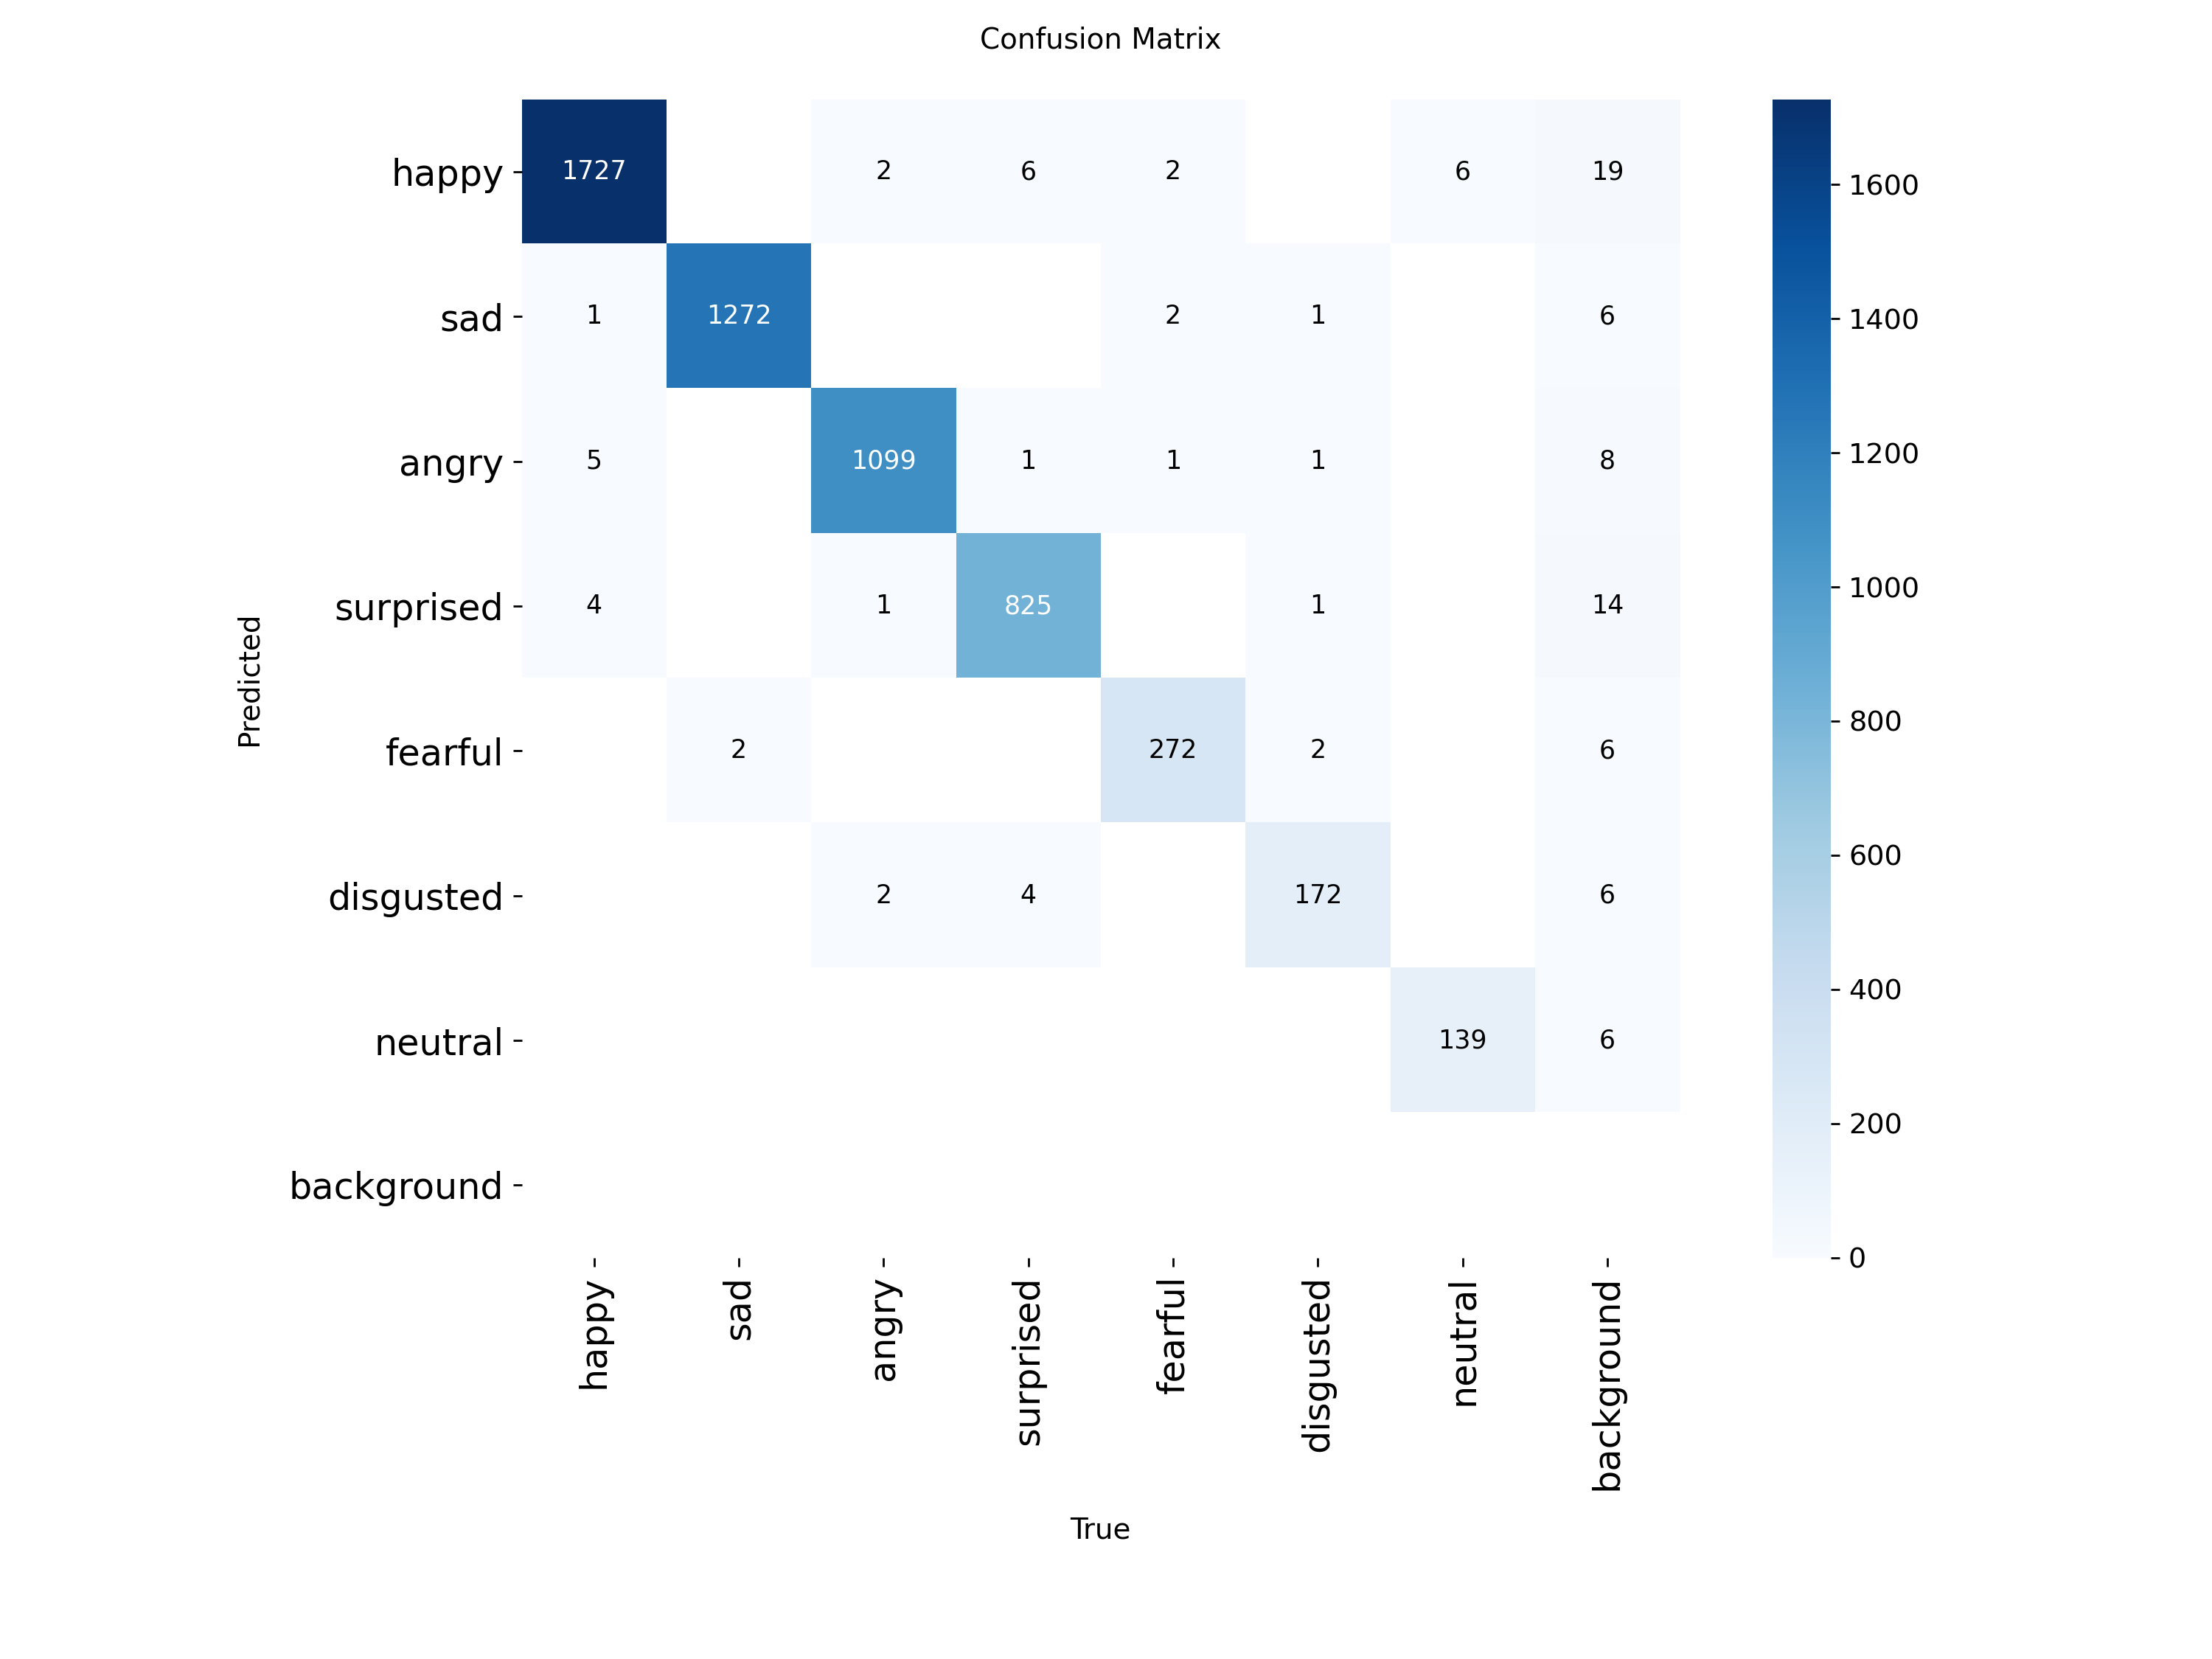 Confusion Matrix
Predicted
happy 1727 2 6 2 6 19
sad 1 1272 2 1 6
angry 5 1099 1 1 1 8
surprised 4 1 825 1 14
fearful 2 272 2 6
disgusted 2 4 172 6
neutral 139 6
background
happy sad angry surprised fearful disgusted neutral background
True
1600
1400
1200
1000
800
600
400
200
0